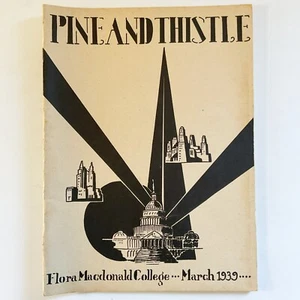 PINE AND THISTLE
Flora Macdonald College ··· March 1939····